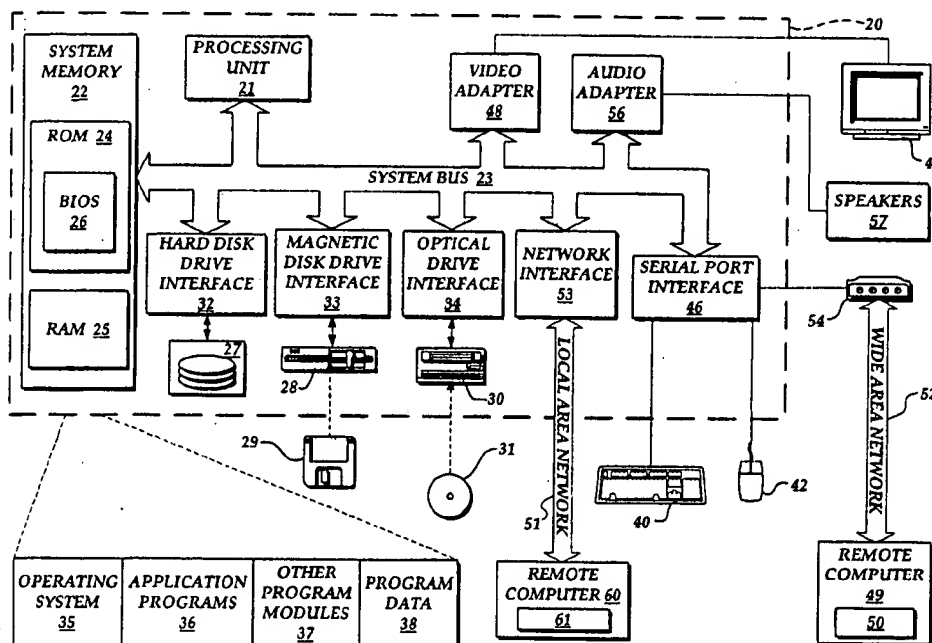 20
SYSTEM
MEMORY
22
PROCESSING
UNIT
21
VIDEO
ADAPTER
48
AUDIO
ADAPTER
56
ROM 24
BIOS
26
SYSTEM BUS 23
SPEAKERS
57
HARD DISK
DRIVE
INTERFACE
32
MAGNETIC
DISK DRIVE
INTERFACE
33
OPTICAL
DRIVE
INTERFACE
34
NETWORK
INTERFACE
53
SERIAL PORT
INTERFACE
46
54
RAM 25
27
28
30
LOCAL AREA NETWORK
WIDE AREA NETWORK
52
29
31
51
40
42
OPERATING
SYSTEM
35
APPLICATION
PROGRAMS
36
OTHER
PROGRAM
MODULES
37
PROGRAM
DATA
38
REMOTE
COMPUTER 60
61
REMOTE
COMPUTER
49
50